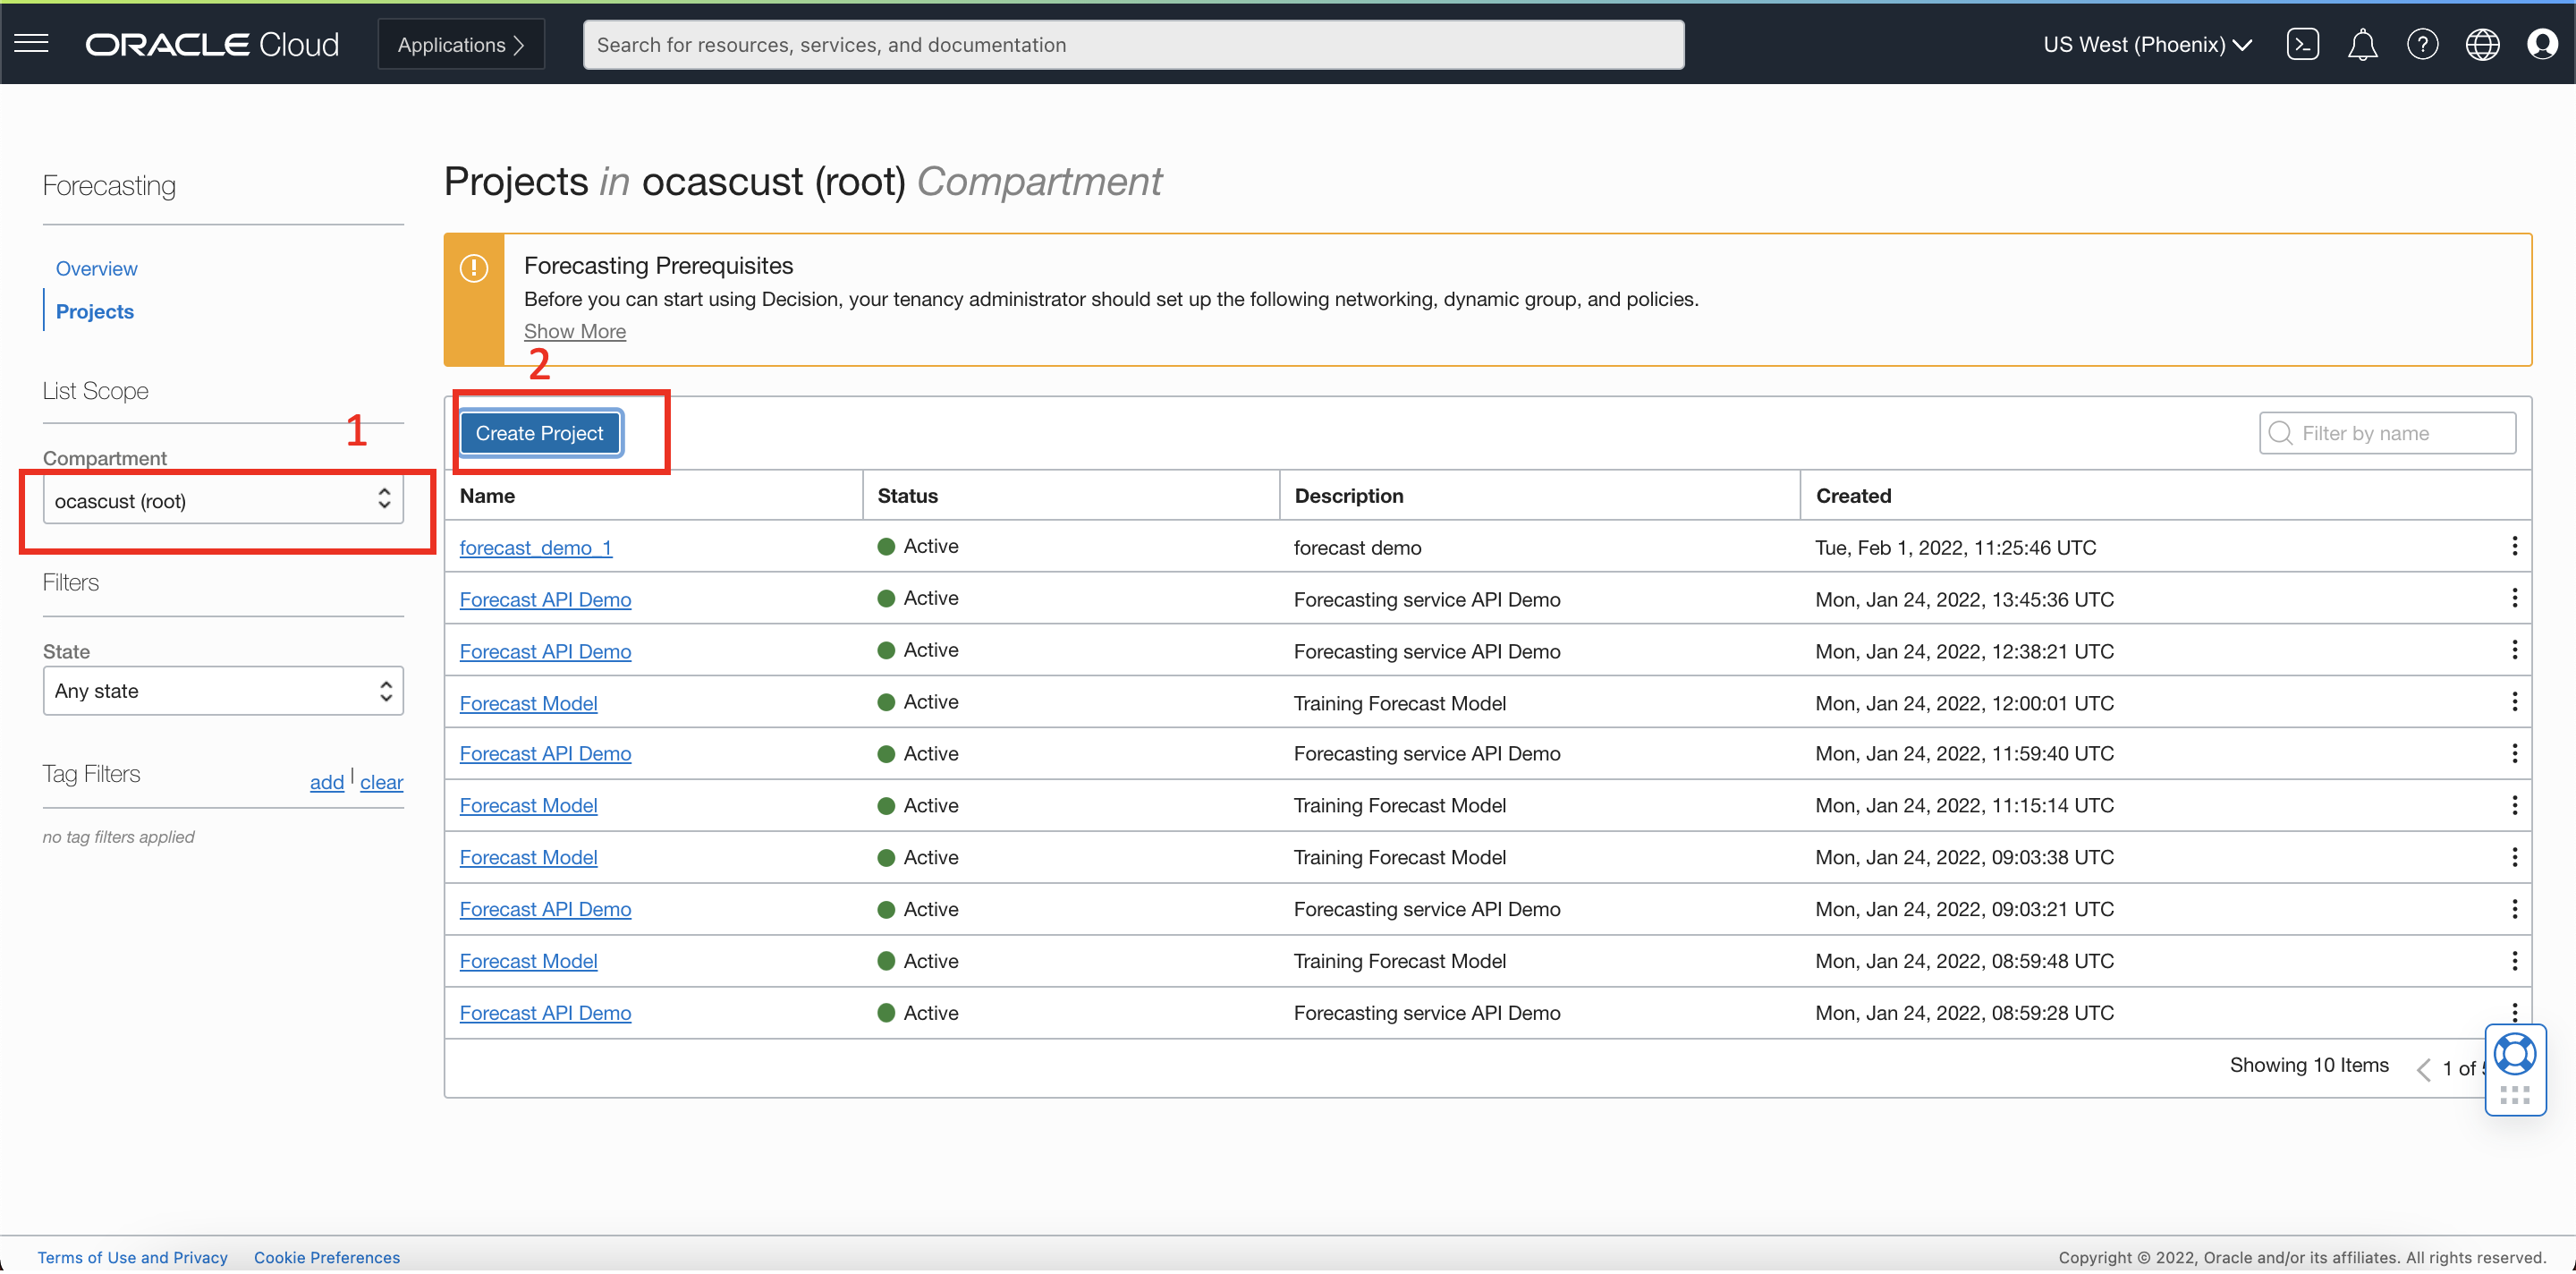 ORACLE Cloud
Applications
Search for resources, services, and documentation
US West (Phoenix)
Forecasting
Overview
Projects
List Scope
1
Compartment
ocascust (root)
Filters
State
Any state
Tag Filters
add | clear
no tag filters applied
Projects in ocascust (root) Compartment
Forecasting Prerequisites
Before you can start using Decision, your tenancy administrator should set up the following networking, dynamic group, and policies.
Show More
2
Create Project
Filter by name
Name Status Description Created
forecast_demo_1 Active forecast demo Tue, Feb 1, 2022, 11:25:46 UTC
Forecast API Demo Active Forecasting service API Demo Mon, Jan 24, 2022, 13:45:36 UTC
Forecast API Demo Active Forecasting service API Demo Mon, Jan 24, 2022, 12:38:21 UTC
Forecast Model Active Training Forecast Model Mon, Jan 24, 2022, 12:00:01 UTC
Forecast API Demo Active Forecasting service API Demo Mon, Jan 24, 2022, 11:59:40 UTC
Forecast Model Active Training Forecast Model Mon, Jan 24, 2022, 11:15:14 UTC
Forecast Model Active Training Forecast Model Mon, Jan 24, 2022, 09:03:38 UTC
Forecast API Demo Active Forecasting service API Demo Mon, Jan 24, 2022, 09:03:21 UTC
Forecast Model Active Training Forecast Model Mon, Jan 24, 2022, 08:59:48 UTC
Forecast API Demo Active Forecasting service API Demo Mon, Jan 24, 2022, 08:59:28 UTC
Showing 10 Items 1 of
Terms of Use and Privacy Cookie Preferences
Copyright © 2022, Oracle and/or its affiliates. All rights reserved.